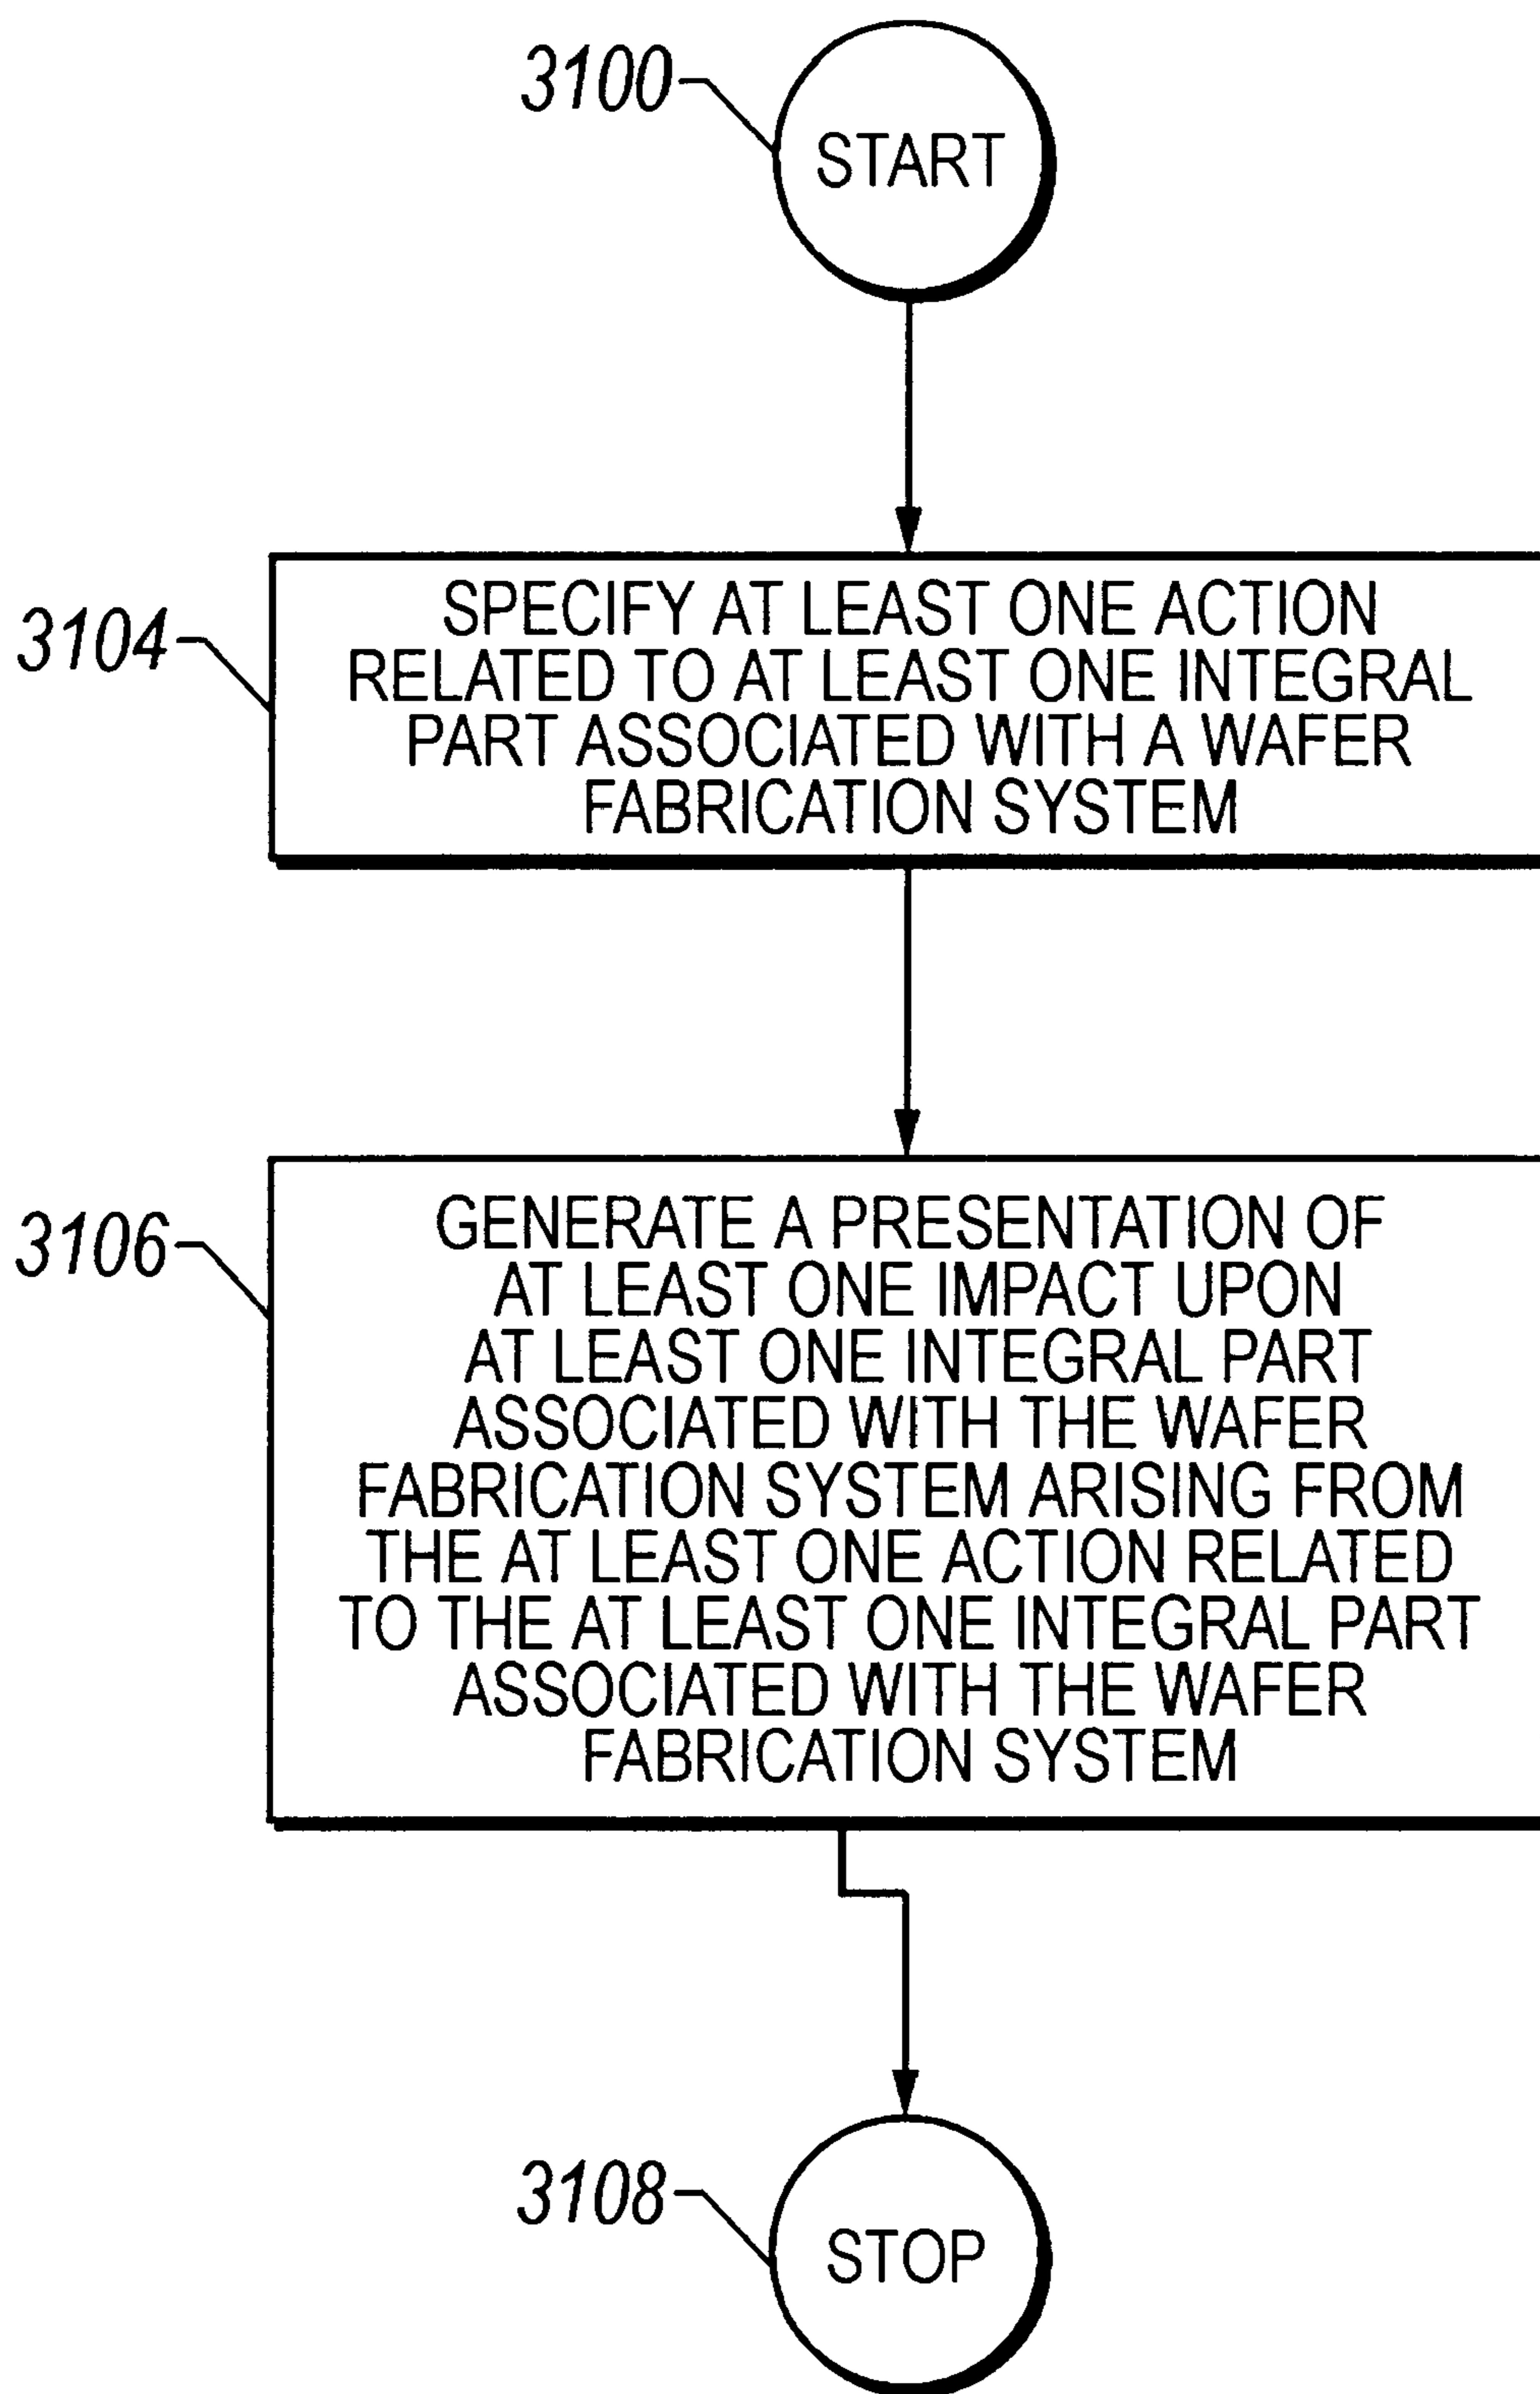 3100
START
3104
SPECIFY AT LEAST ONE ACTION
RELATED TO AT LEAST ONE INTEGRAL
PART ASSOCIATED WITH A WAFER
FABRICATION SYSTEM
3106
GENERATE A PRESENTATION OF
AT LEAST ONE IMPACT UPON
AT LEAST ONE INTEGRAL PART
ASSOCIATED WITH THE WAFER
FABRICATION SYSTEM ARISING FROM
THE AT LEAST ONE ACTION RELATED
TO THE AT LEAST ONE INTEGRAL PART
ASSOCIATED WITH THE WAFER
FABRICATION SYSTEM
3108
STOP